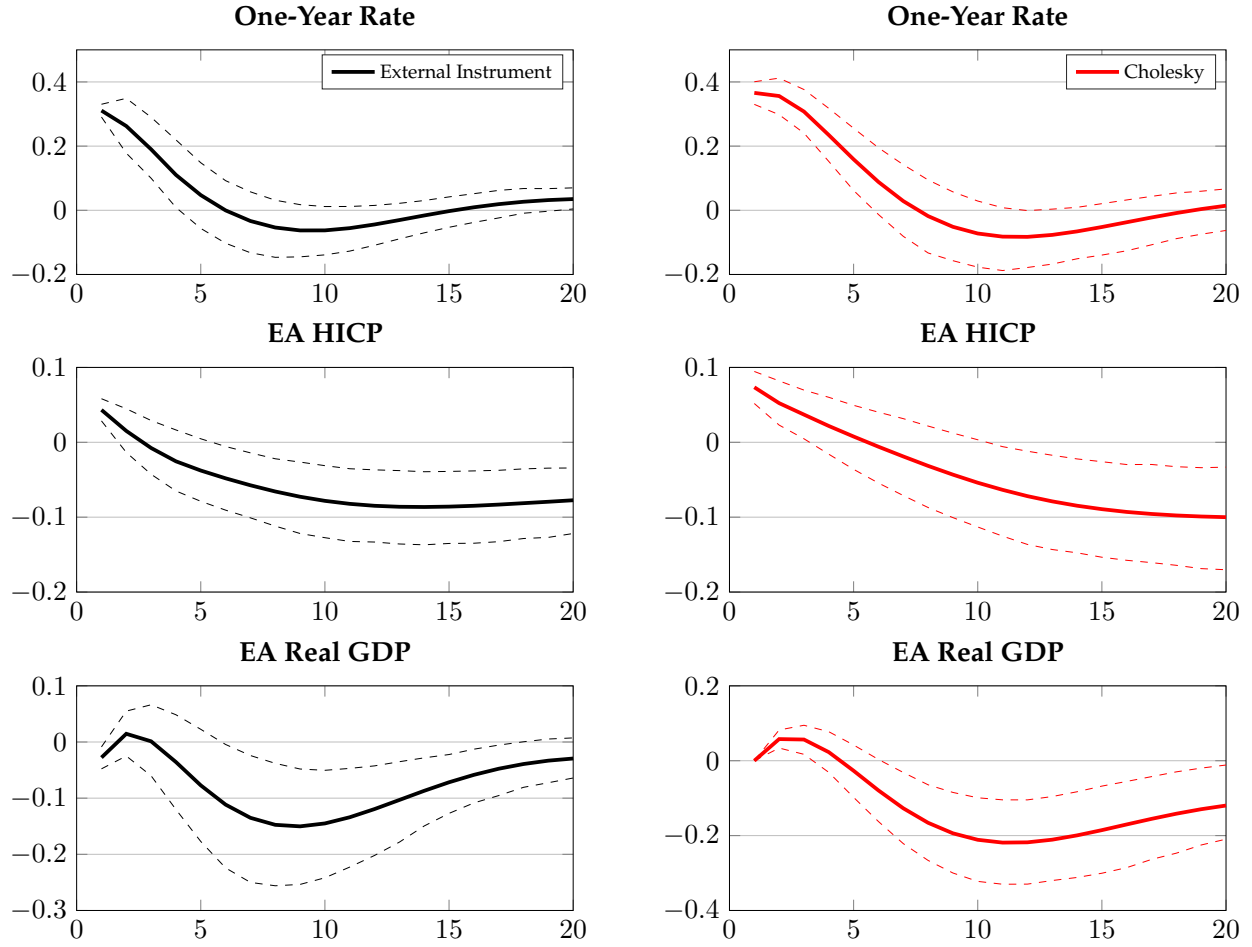 One-Year Rate
0.4
0.2
0
−0.2
0 5 10 15 20
External Instrument
One-Year Rate
0.4
0.2
0
−0.2
0 5 10 15 20
Cholesky
EA HICP
0.1
0
−0.1
−0.2
0 5 10 15 20
EA HICP
0.1
0
−0.1
−0.2
0 5 10 15 20
EA Real GDP
0.1
0
−0.1
−0.2
−0.3
0 5 10 15 20
EA Real GDP
0.2
0
−0.2
−0.4
0 5 10 15 20